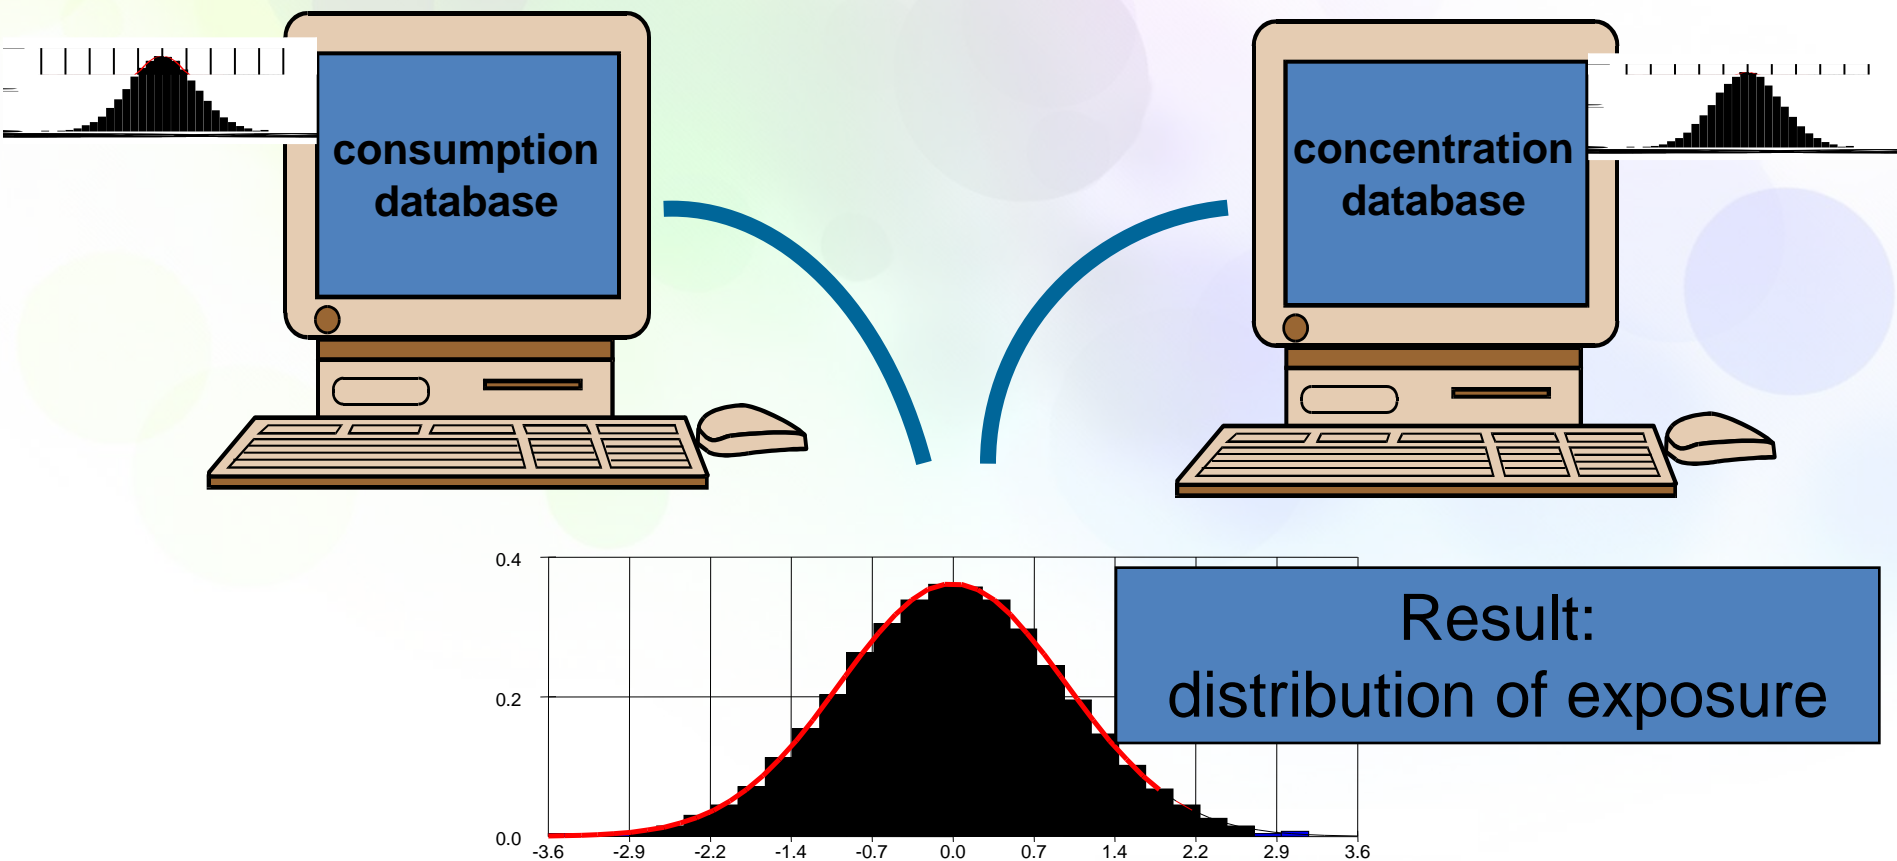 consumption
database
concentration
database
Result:
distribution of exposure
0.4
0.2
0.0
-3.6 -2.9 -2.2 -1.4 -0.7 0.0 0.7 1.4 2.2 2.9 3.6